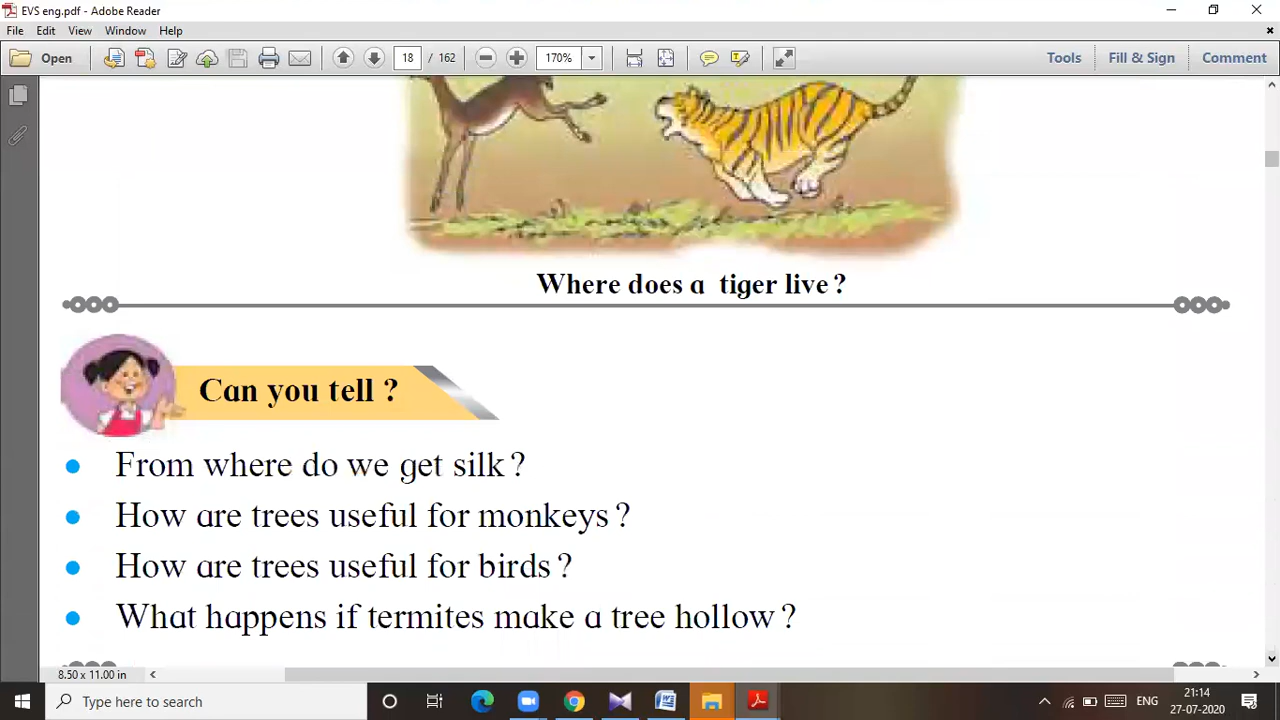 EVS eng.pdf - Adobe Reader
File Edit View Window Help
Open 18 / 162 170% Tools Fill & Sign Comment
Where does a tiger live ?
Can you tell ?
From where do we get silk ?
How are trees useful for monkeys ?
How are trees useful for birds ?
What happens if termites make a tree hollow ?
8.50 x 11.00 in
Type here to search ENG 21:14
27-07-2020